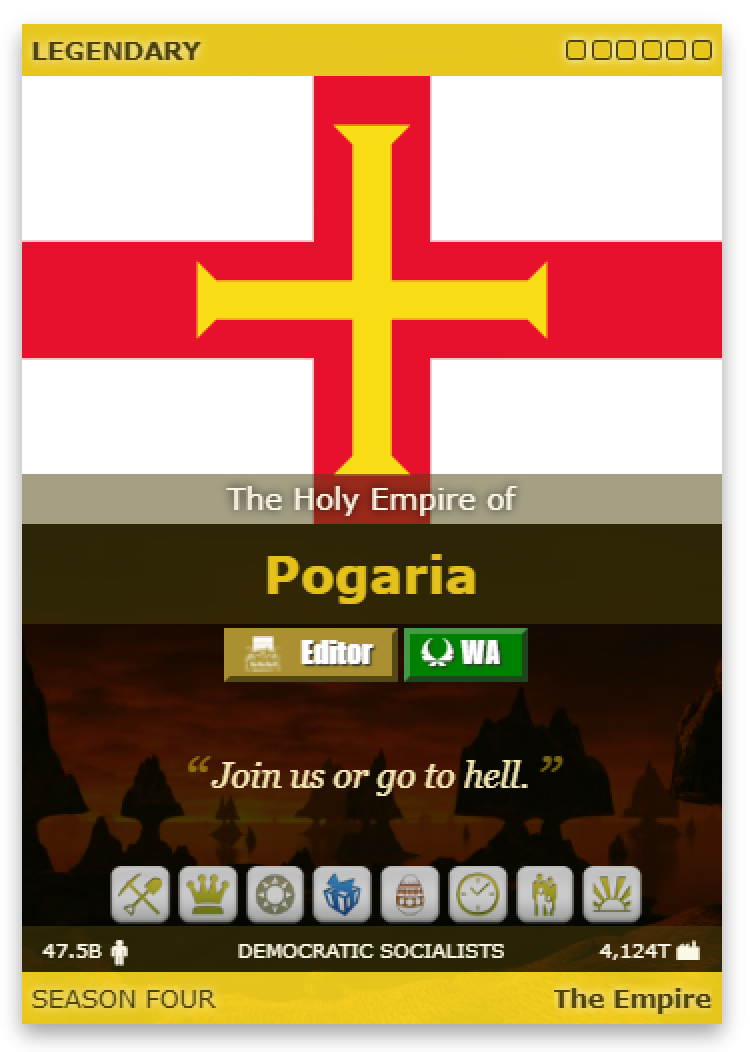 LEGENDARY
The Holy Empire of
Pogaria
Editor WA
“Join us or go to hell.”
47.5B DEMOCRATIC SOCIALISTS 4,124T
SEASON FOUR The Empire